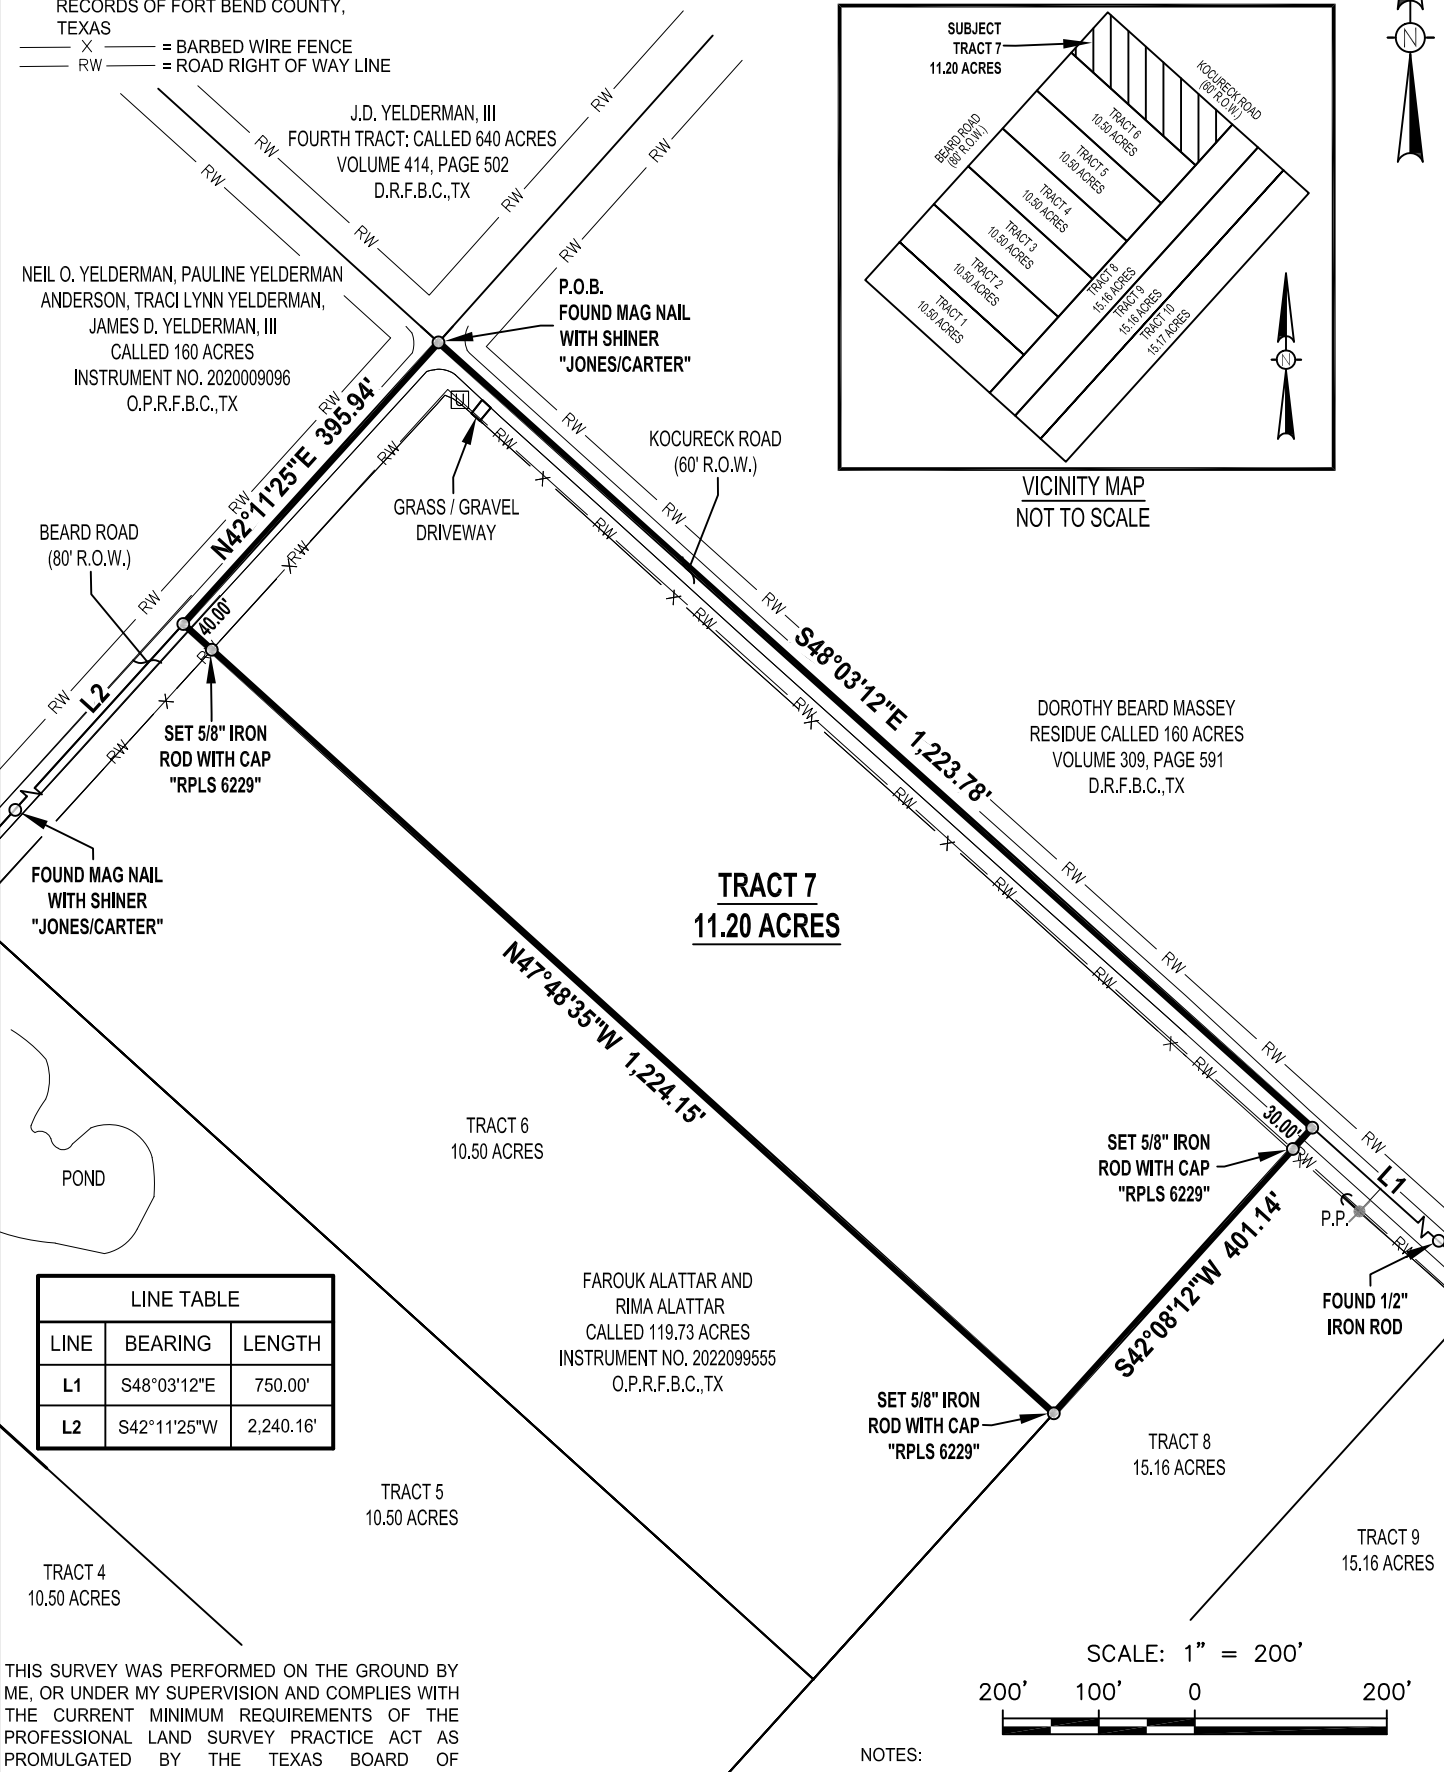 RECORDS OF FORT BEND COUNTY,
TEXAS
X = BARBED WIRE FENCE
RW = ROAD RIGHT OF WAY LINE
J.D. YELDERMAN, III
FOURTH TRACT: CALLED 640 ACRES
VOLUME 414, PAGE 502
D.R.F.B.C.,TX
NEIL O. YELDERMAN, PAULINE YELDERMAN
ANDERSON, TRACI LYNN YELDERMAN,
JAMES D. YELDERMAN, III
CALLED 160 ACRES
INSTRUMENT NO. 2020009096
O.P.R.F.B.C.,TX
P.O.B.
FOUND MAG NAIL
WITH SHINER
"JONES/CARTER"
SUBJECT
TRACT 7
11.20 ACRES
KOCURECK ROAD
(60' R.O.W.)
BEARD ROAD
(80' R.O.W.)
TRACT 6
10.50 ACRES
TRACT 5
10.50 ACRES
TRACT 4
10.50 ACRES
TRACT 3
10.50 ACRES
TRACT 2
10.50 ACRES
TRACT 1
10.50 ACRES
TRACT 8
15.16 ACRES
TRACT 9
15.16 ACRES
TRACT 10
15.17 ACRES
N
VICINITY MAP
NOT TO SCALE
N
N42°11'25"E 395.94'
U
GRASS / GRAVEL
DRIVEWAY
KOCURECK ROAD
(60' R.O.W.)
BEARD ROAD
(80' R.O.W.)
40.00'
L2
SET 5/8" IRON
ROD WITH CAP
"RPLS 6229"
FOUND MAG NAIL
WITH SHINER
"JONES/CARTER"
S48°03'12"E 1,223.78'
DOROTHY BEARD MASSEY
RESIDUE CALLED 160 ACRES
VOLUME 309, PAGE 591
D.R.F.B.C.,TX
TRACT 7
11.20 ACRES
N47°48'35"W 1,224.15'
TRACT 6
10.50 ACRES
POND
30.00'
SET 5/8" IRON
ROD WITH CAP
"RPLS 6229"
L1
P.P.
S42°08'12"W 401.14'
FOUND 1/2"
IRON ROD
LINE TABLE
LINE BEARING LENGTH
L1 S48°03'12"E 750.00'
L2 S42°11'25"W 2,240.16'
FAROUK ALATTAR AND
RIMA ALATTAR
CALLED 119.73 ACRES
INSTRUMENT NO. 2022099555
O.P.R.F.B.C.,TX
SET 5/8" IRON
ROD WITH CAP
"RPLS 6229"
TRACT 8
15.16 ACRES
TRACT 5
10.50 ACRES
TRACT 9
15.16 ACRES
TRACT 4
10.50 ACRES
THIS SURVEY WAS PERFORMED ON THE GROUND BY
ME, OR UNDER MY SUPERVISION AND COMPLIES WITH
THE CURRENT MINIMUM REQUIREMENTS OF THE
PROFESSIONAL LAND SURVEY PRACTICE ACT AS
PROMULGATED BY THE TEXAS BOARD OF
SCALE: 1" = 200'
200' 100' 0 200'
NOTES: